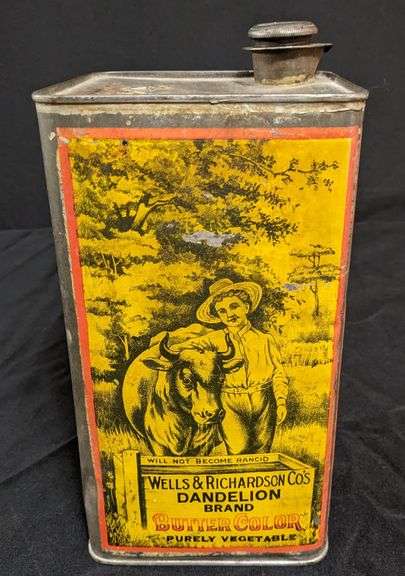 WILL NOT BECOME RANCID
WELLS & RICHARDSON CO'S
DANDELION
BRAND
BUTTER COLOR
PURELY VEGETABLE